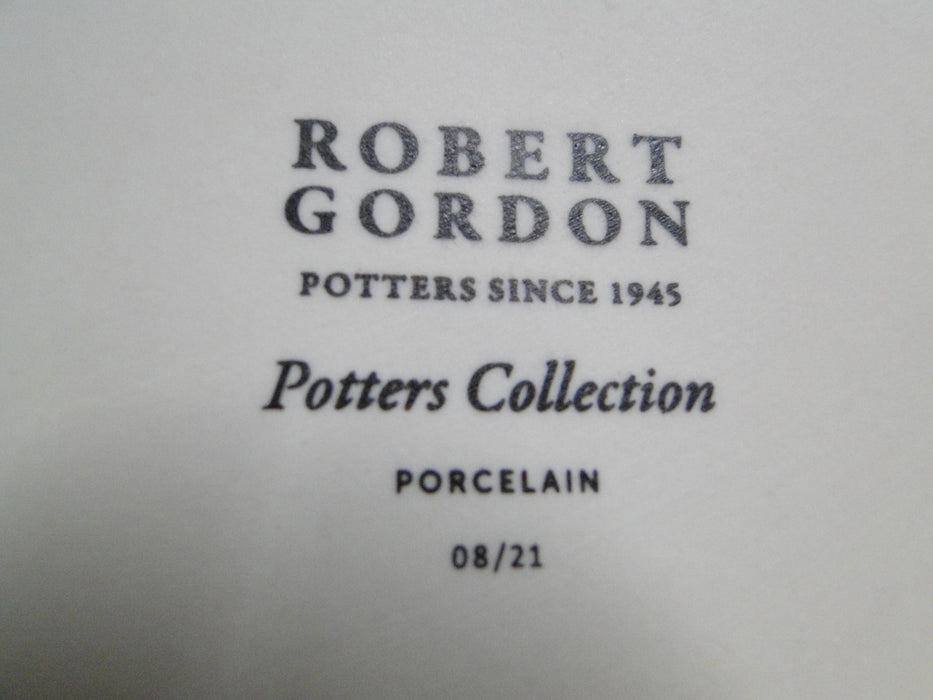 ROBERT
GORDON
POTTERS SINCE 1945
Potters Collection
PORCELAIN
08/21